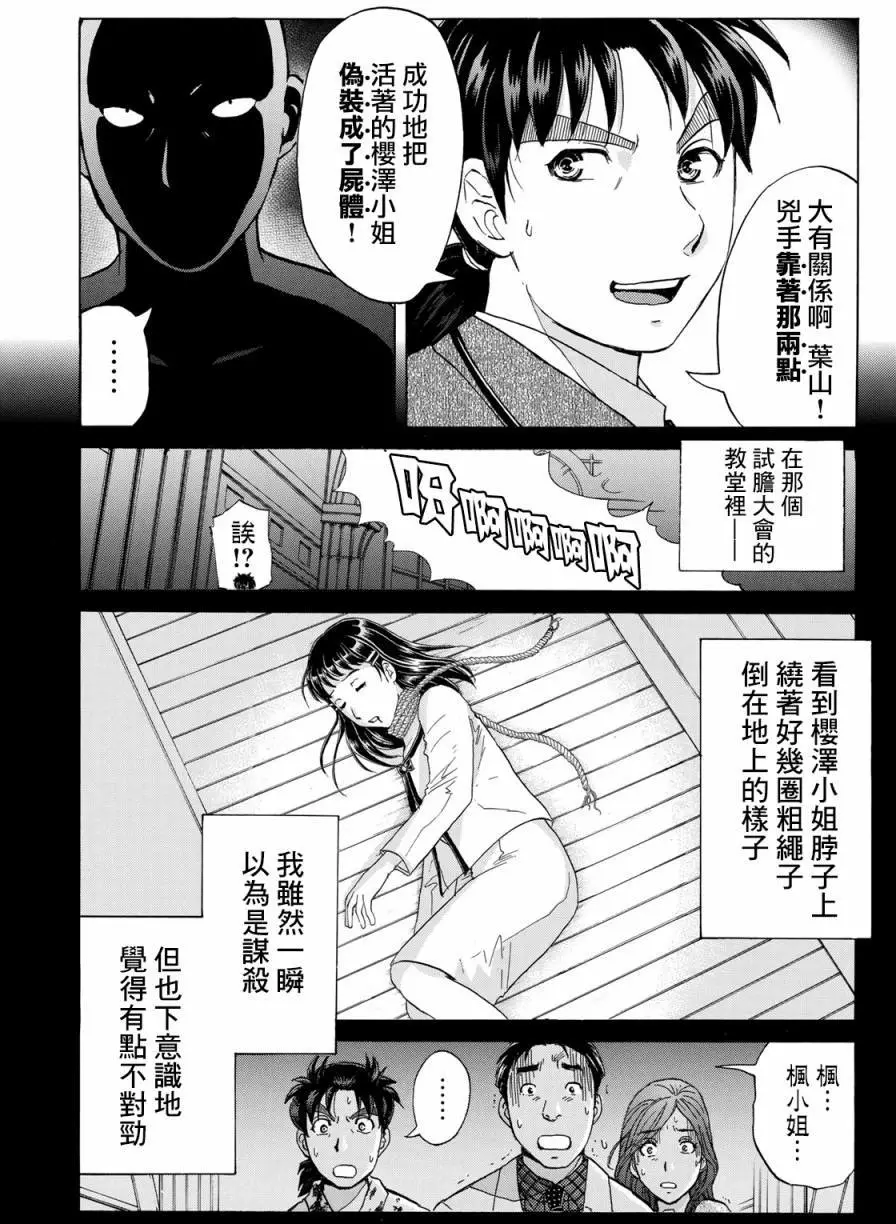 大有關係啊 葉山！
兇手靠著那兩點
成功地把
活著的櫻澤小姐
偽裝成了屍體！
……
在那個
試膽大會的
教堂裡——
呀啊啊啊啊
誒!?
看到櫻澤小姐脖子上
繞著好幾圈粗繩子
倒在地上的樣子
我雖然一瞬
以為是謀殺
但也下意識地
覺得有點不對勁
楓…
楓小姐…
……